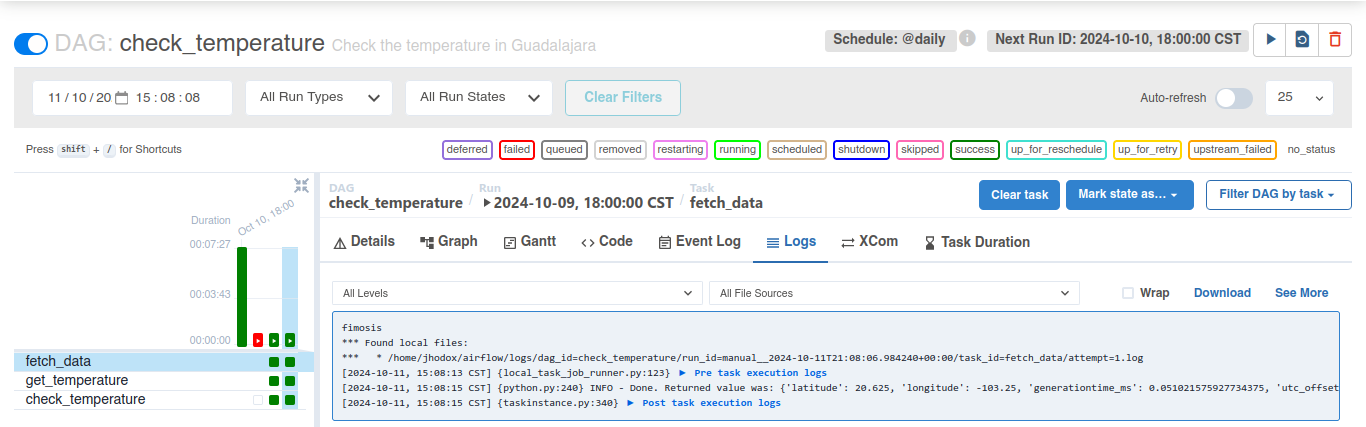 DAG: check_temperature Check the temperature in Guadalajara Schedule: @daily Next Run ID: 2024-10-10, 18:00:00 CST
11 / 10 / 20 15 : 08 : 08 All Run Types All Run States Clear Filters Auto-refresh 25
Press shift + / for Shortcuts deferred failed queued removed restarting running scheduled shutdown skipped success up_for_reschedule up_for_retry upstream_failed no_status
DAG Run Task
check_temperature / 2024-10-09, 18:00:00 CST / fetch_data Clear task Mark state as... Filter DAG by task
Oct 10, 18:00
Duration
00:07:27
00:03:43
00:00:00
fetch_data
get_temperature
check_temperature
Details Graph Gantt Code Event Log Logs XCom Task Duration
All Levels All File Sources Wrap Download See More
fimosis
*** Found local files:
*** * /home/jhodox/airflow/logs/dag_id=check_temperature/run_id=manual__2024-10-11T21:08:06.984240+00:00/task_id=fetch_data/attempt=1.log
[2024-10-11, 15:08:13 CST] {local_task_job_runner.py:123} ▶ Pre task execution logs
[2024-10-11, 15:08:15 CST] {python.py:240} INFO - Done. Returned value was: {'latitude': 20.625, 'longitude': -103.25, 'generationtime_ms': 0.051021575927734375, 'utc_offset
[2024-10-11, 15:08:15 CST] {taskinstance.py:340} ▶ Post task execution logs